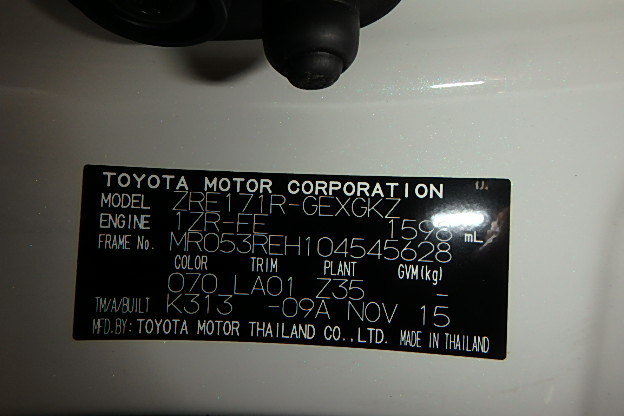 TOYOTA MOTOR CORPORATION
MODEL ZRE171R-GEXGKZ
ENGINE 1ZR-FE 1598 mL
FRAME No. MR053REH104545628
COLOR TRIM PLANT GVM(kg)
070 LA01 Z35 -
TM/A/BUILT K313 -09A NOV 15
MFD.BY: TOYOTA MOTOR THAILAND CO.,LTD. MADE IN THAILAND